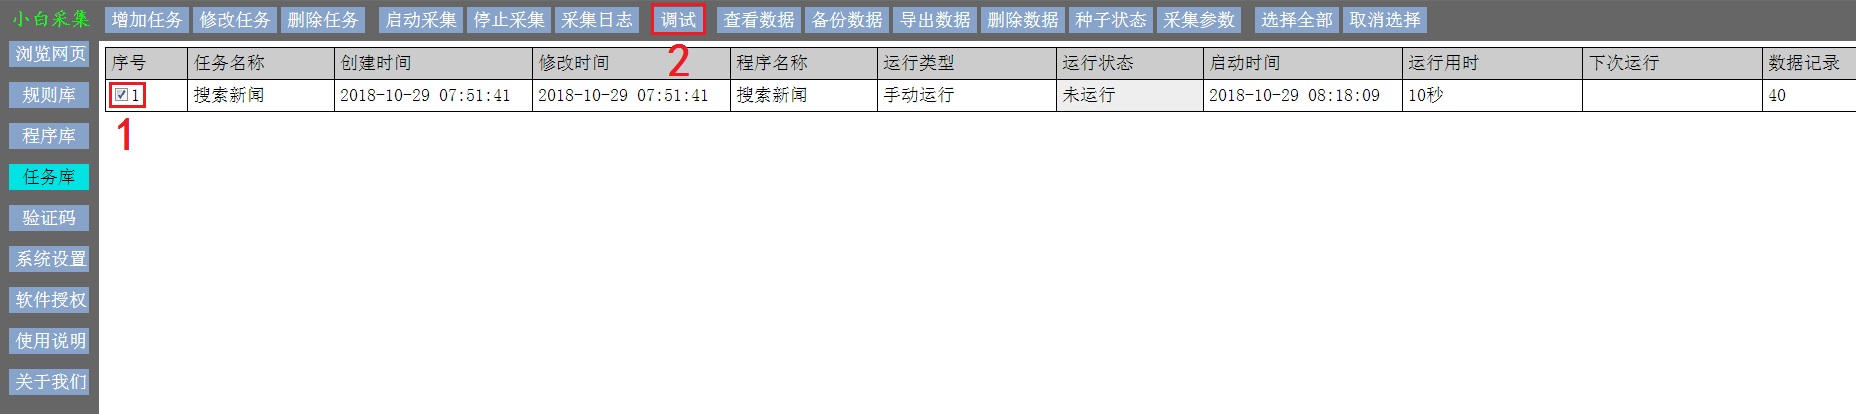 小白采集 增加任务 修改任务 删除任务 启动采集 停止采集 采集日志 调试 查看数据 备份数据 导出数据 删除数据 种子状态 采集参数 选择全部 取消选择
浏览网页
规则库
程序库
任务库
验证码
系统设置
软件授权
使用说明
关于我们
2
序号 任务名称 创建时间 修改时间 程序名称 运行类型 运行状态 启动时间 运行用时 下次运行 数据记录
1 搜索新闻 2018-10-29 07:51:41 2018-10-29 07:51:41 搜索新闻 手动运行 未运行 2018-10-29 08:18:09 10秒 40
1